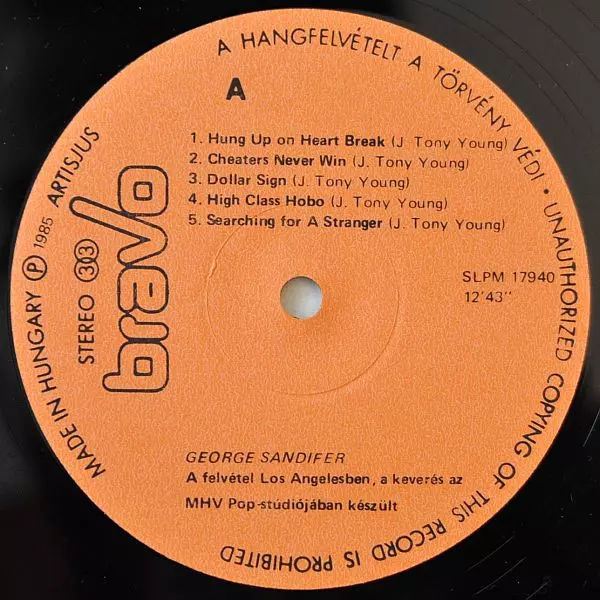 A HANGFELVÉTELT A TÖRVÉNY VÉDI • UNAUTHORIZED COPYING OF THIS RECORD IS PROHIBITED
A
1. Hung Up on Heart Break (J. Tony Young)
2. Cheaters Never Win (J. Tony Young)
3. Dollar Sign (J. Tony Young)
4. High Class Hobo (J. Tony Young)
5. Searching for A Stranger (J. Tony Young)
MADE IN HUNGARY Ⓟ 1985 ARTISJUS
STEREO 33
bravo
SLPM 17940
12'43''
GEORGE SANDIFER
A felvétel Los Angelesben, a keverés az
MHV Pop-stúdiójában készült